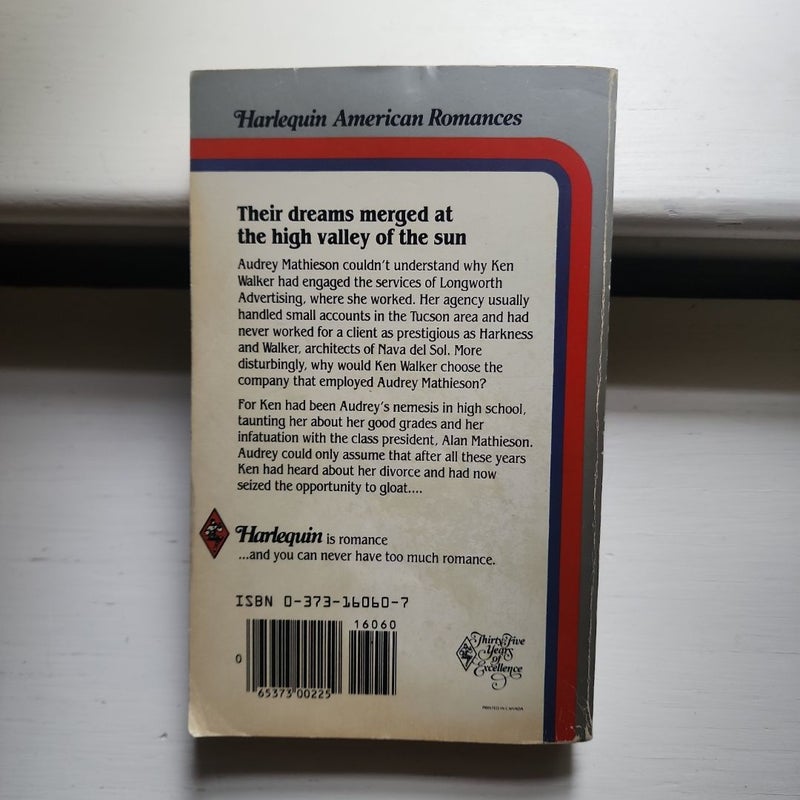 Harlequin American Romances
Their dreams merged at
the high valley of the sun
Audrey Mathieson couldn't understand why Ken
Walker had engaged the services of Longworth
Advertising, where she worked. Her agency usually
handled small accounts in the Tucson area and had
never worked for a client as prestigious as Harkness
and Walker, architects of Nava del Sol. More
disturbingly, why would Ken Walker choose the
company that employed Audrey Mathieson?
For Ken had been Audrey's nemesis in high school,
taunting her about her good grades and her
infatuation with the class president, Alan Mathieson.
Audrey could only assume that after all these years
Ken had heard about her divorce and had now
seized the opportunity to gloat....
Harlequin is romance
...and you can never have too much romance.
ISBN 0-373-16060-7
16060
0
65373 00225
Thirty-Five
Years
of
Excellence
PRINTED IN CANADA